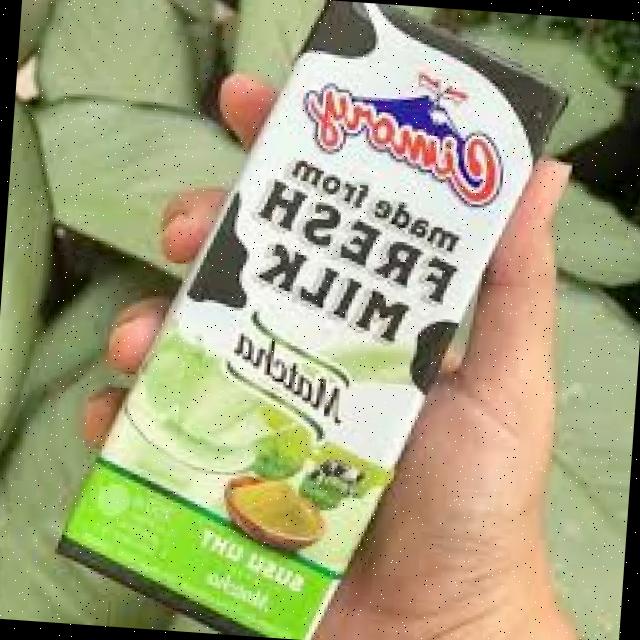 Cimory
made from
FRESH
MILK
Matcha
SUSU UHT
Matcha